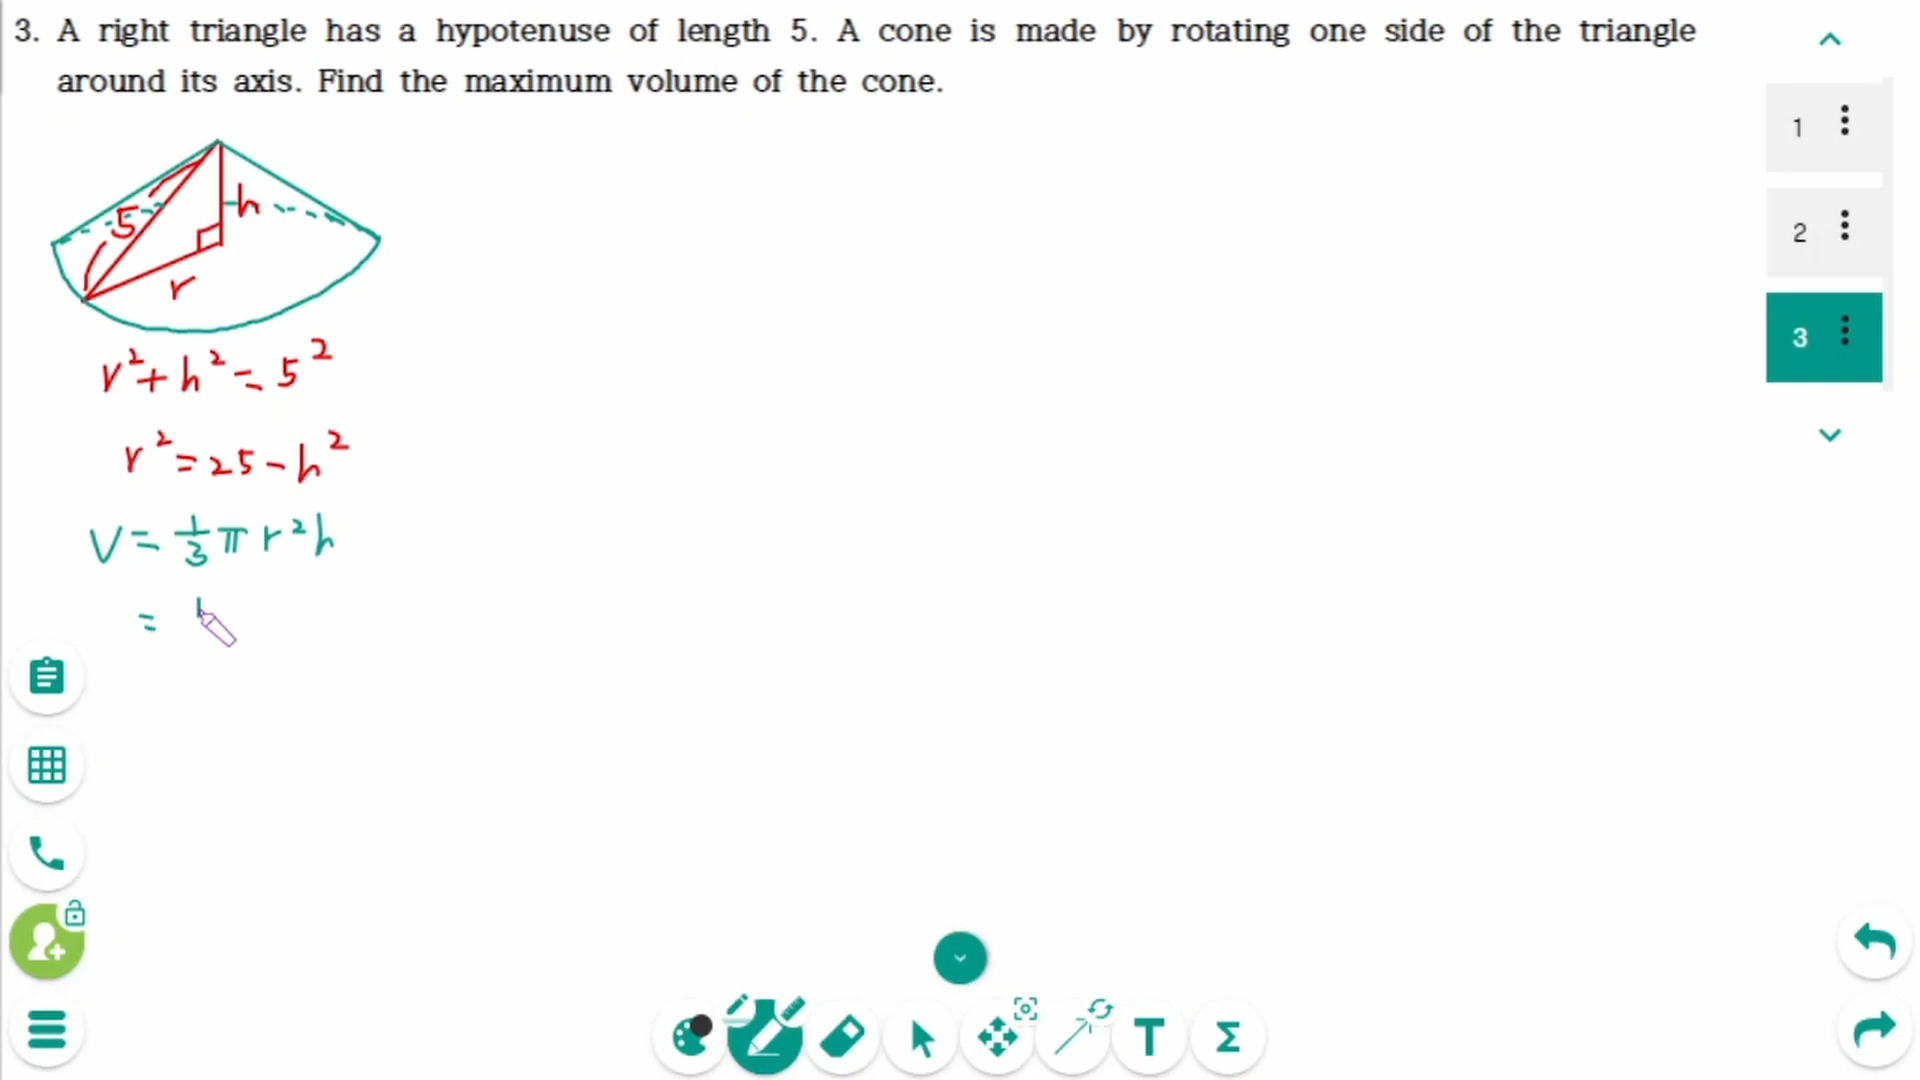 3. A right triangle has a hypotenuse of length 5. A cone is made by rotating one side of the triangle
around its axis. Find the maximum volume of the cone.
5
h
r
r² + h² = 5²
r² = 25 - h²
V = 1/3 π r² h
=
1
2
3
T
Σ